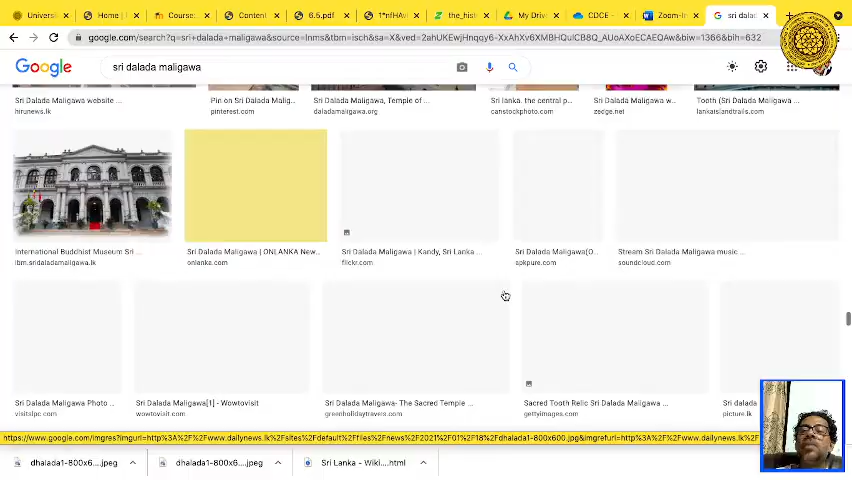 Universi
Home |
Course:
Content
6.5.pdf
1*nfHAv
the_hist
My Driv
CDCE -
Zoom-In
sri dalad
google.com/search?q=sri+dalada+maligawa&source=lnms&tbm=isch&sa=X&ved=2ahUKEwjHnqqy6-XxAhXv6XMBHQulCB8Q_AUoAXoECAEQAw&biw=1366&bih=632
Google
sri dalada maligawa
Sri Dalada Maligawa website ...
hirunews.lk
Pin on Sri Dalada Malig...
pinterest.com
Sri Dalada Maligawa, Temple of ...
daladamaligawa.org
Sri lanka. the central p...
canstockphoto.com
Sri Dalada Maligawa w...
zedge.net
Tooth (Sri Dalada Maligawa ...
lankaislandtrails.com
International Buddhist Museum Sri ...
ibm.sridaladamaligawa.lk
Sri Dalada Maligawa | ONLANKA New...
onlanka.com
Sri Dalada Maligawa | Kandy, Sri Lanka ...
flickr.com
Sri Dalada Maligawa(O...
apkpure.com
Stream Sri Dalada Maligawa music ...
soundcloud.com
Sri Dalada Maligawa Photo ...
visitslpc.com
Sri Dalada Maligawa[1] - Wowtovisit
wowtovisit.com
Sri Dalada Maligawa- The Sacred Temple ...
greenholidaytravels.com
Sacred Tooth Relic Sri Dalada Maligawa ...
gettyimages.com
Sri dalada
picture.lk
https://www.google.com/imgres?imgurl=http%3A%2F%2Fwww.dailynews.lk%2Fsites%2Fdefault%2Ffiles%2Fnews%2F2021%2F01%2F18%2Fdhalada1-800x600.jpg&imgrefurl=http%3A%2F%2Fwww.dailynews.lk%2F
dhalada1-800x6....jpeg
dhalada1-800x6....jpeg
Sri Lanka - Wiki....html